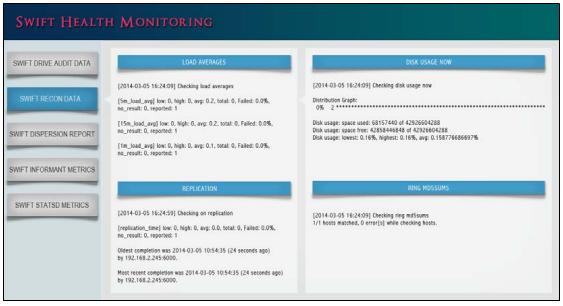 SWIFT HEALTH MONITORING
SWIFT DRIVE AUDIT DATA
SWIFT RECON DATA
SWIFT DISPERSION REPORT
SWIFT INFORMANT METRICS
SWIFT STATSD METRICS
LOAD AVERAGES
[2014-03-05 16:24:09] Checking load averages
[5m_load_avg] low: 0, high: 0, avg: 0.2, total: 0, Failed: 0.0%,
no_result: 0, reported: 1
[15m_load_avg] low: 0, high: 0, avg: 0.2, total: 0, Failed: 0.0%,
no_result: 0, reported: 1
[1m_load_avg] low: 0, high: 0, avg: 0.1, total: 0, Failed: 0.0%,
no_result: 0, reported: 1
DISK USAGE NOW
[2014-03-05 16:24:09] Checking disk usage now
Distribution Graph:
0% 2 *********************************************************************
Disk usage: space used: 68157440 of 42926604288
Disk usage: space free: 42858446848 of 42926604288
Disk usage: lowest: 0.16%, highest: 0.16%, avg: 0.158776686697%
REPLICATION
[2014-03-05 16:24:59] Checking on replication
[replication_time] low: 0, high: 0, avg: 0.0, total: 0, Failed: 0.0%,
no_result: 0, reported: 1
Oldest completion was 2014-03-05 10:54:35 (24 seconds ago)
by 192.168.2.245:6000.
Most recent completion was 2014-03-05 10:54:35 (24 seconds ago)
by 192.168.2.245:6000.
RING MD5SUMS
[2014-03-05 16:24:09] Checking ring md5sums
1/1 hosts matched, 0 error[s] while checking hosts.